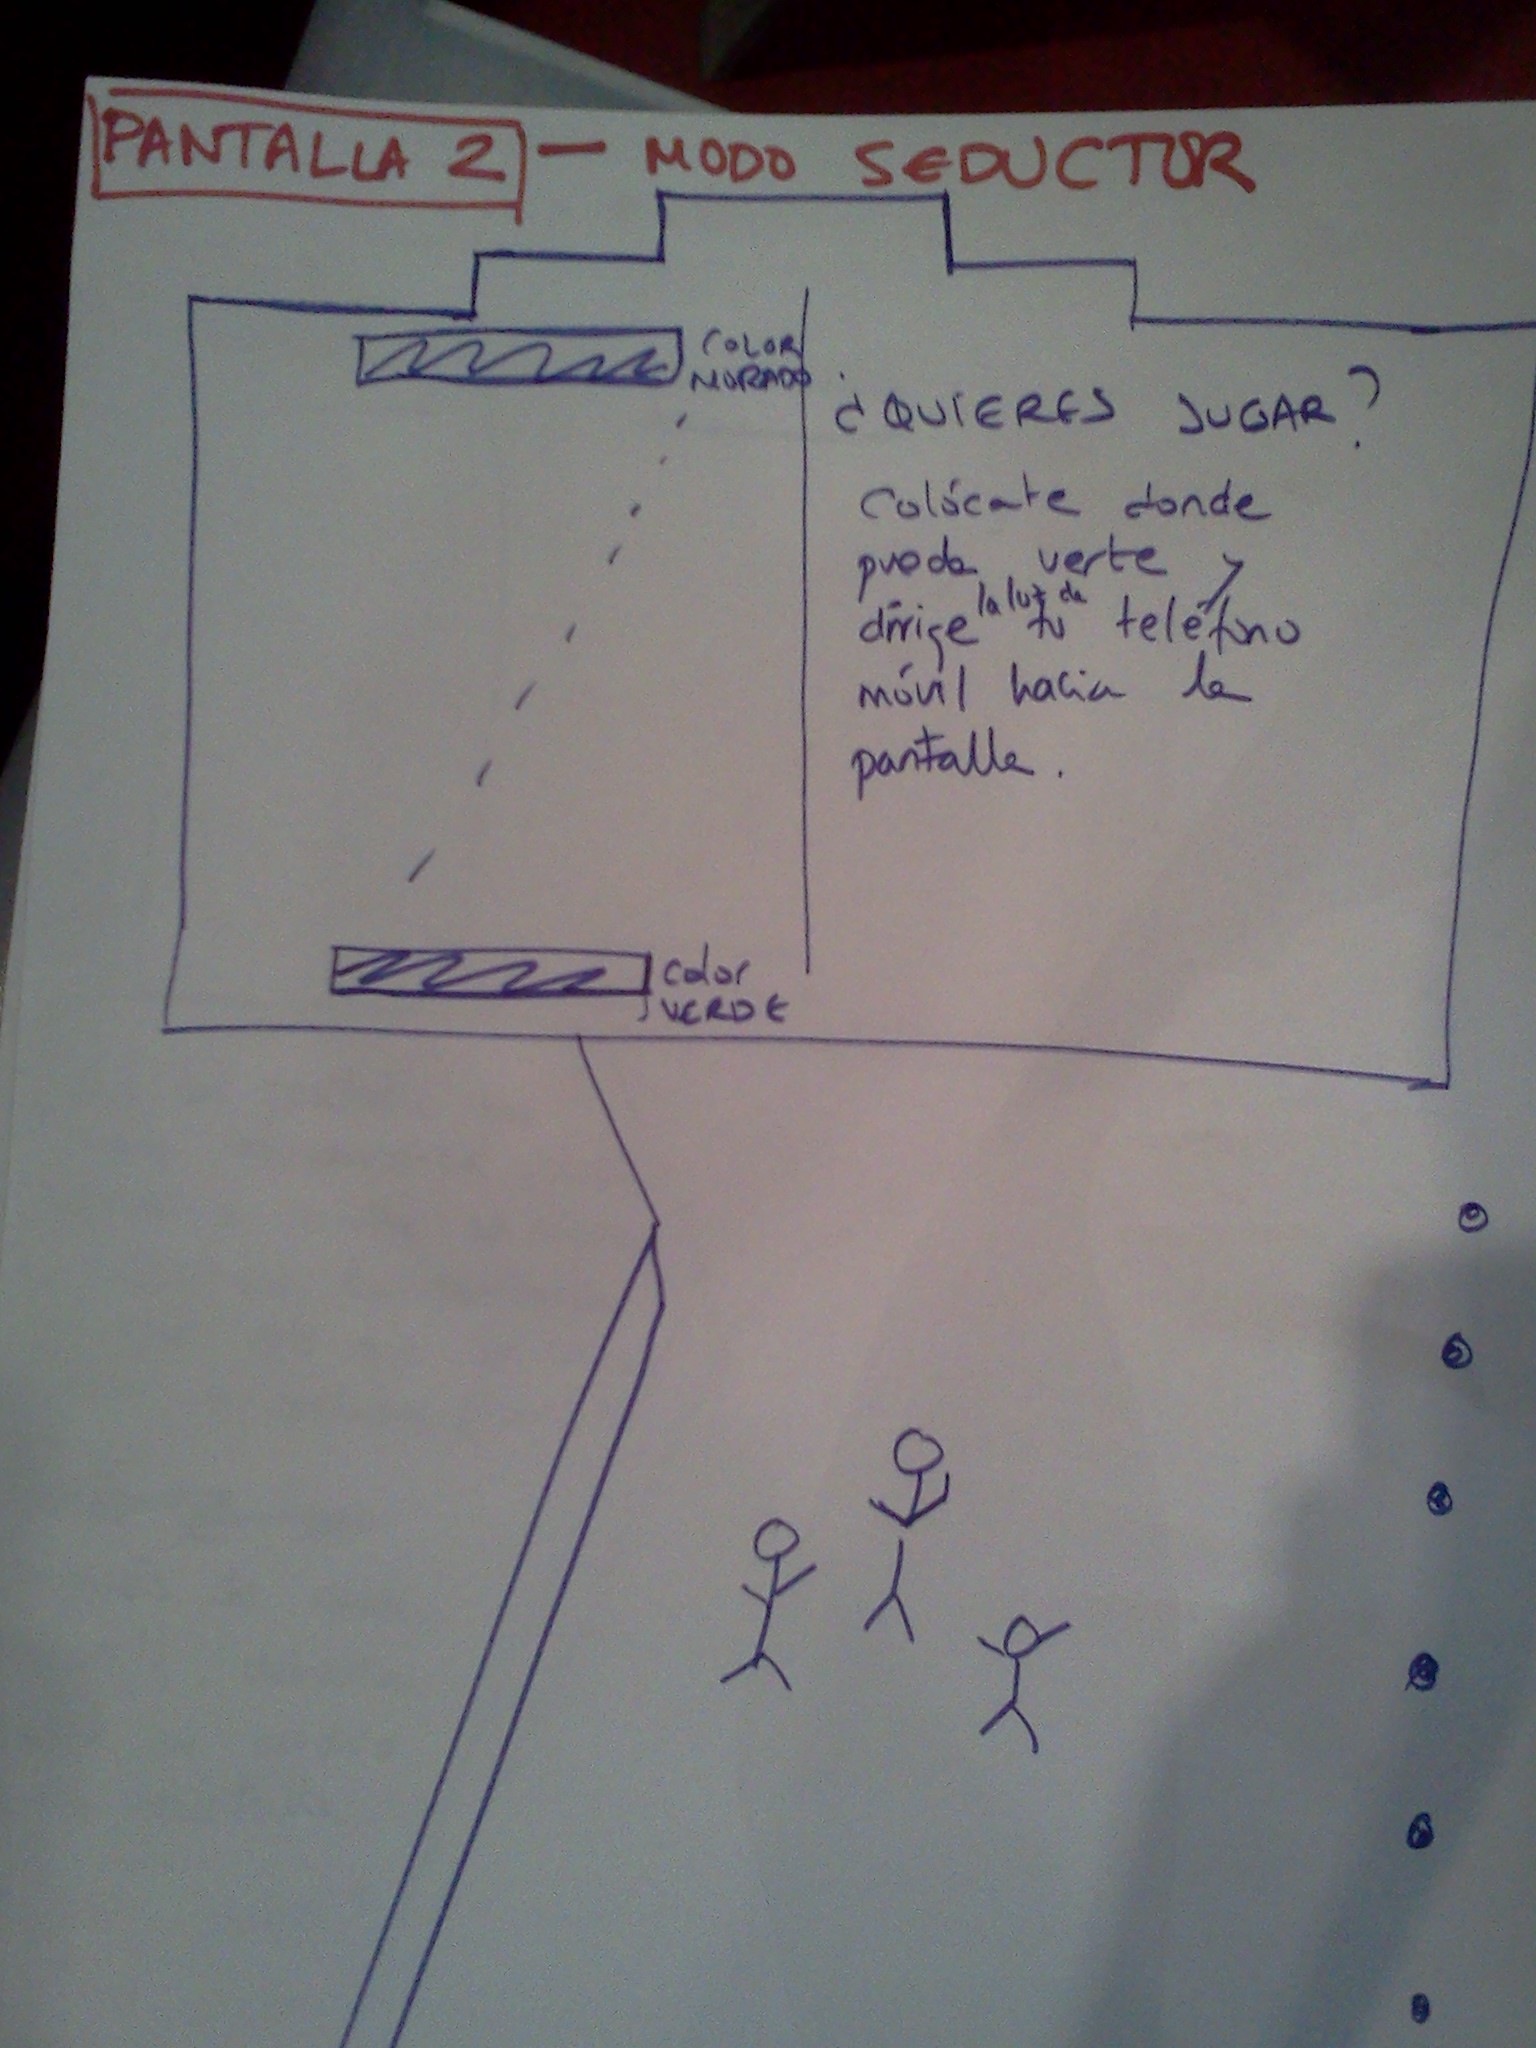 PANTALLA 2 — MODO SEDUCTOR
COLOR
MORADO
¿QUIERES JUGAR?
Colócate donde
pueda verte y
dirige la luz de tu teléfono
móvil hacia la
pantalla.
Color
VERDE